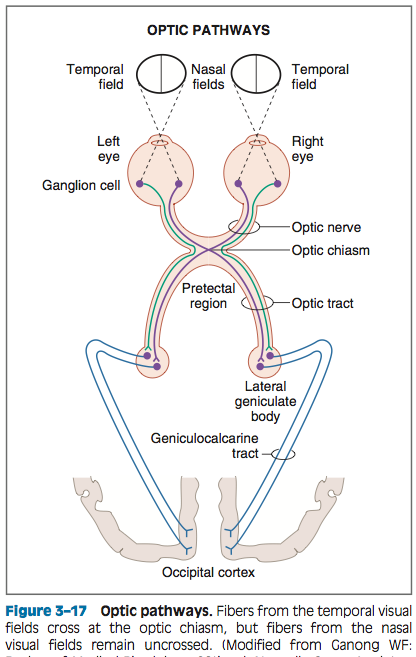 OPTIC PATHWAYS
Temporal
field
Nasal
fields
Temporal
field
Left
eye
Right
eye
Ganglion cell
Optic nerve
Optic chiasm
Pretectal
region
Optic tract
Lateral
geniculate
body
Geniculocalcarine
tract
Occipital cortex
Figure 3–17 Optic pathways. Fibers from the temporal visual
fields cross at the optic chiasm, but fibers from the nasal
visual fields remain uncrossed. (Modified from Ganong WF: